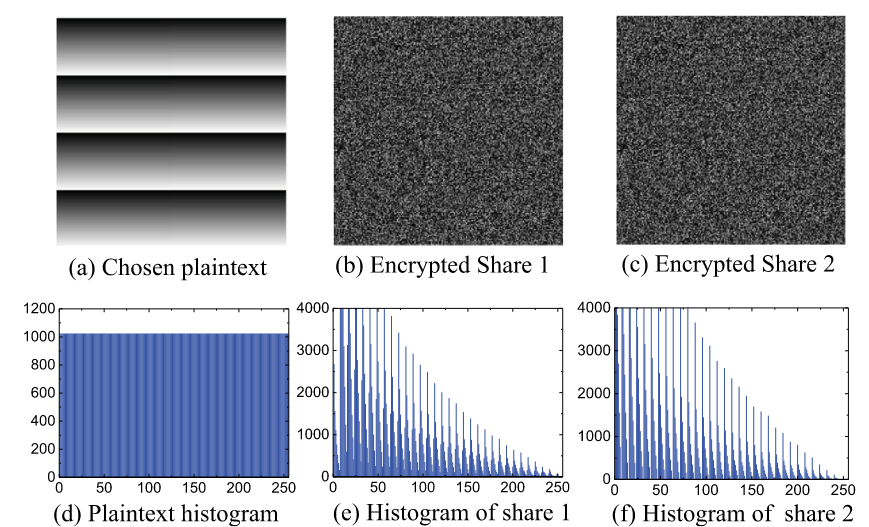 (a) Chosen plaintext
(b) Encrypted Share 1
(c) Encrypted Share 2
1200
1000
800
600
400
200
0
0 50 100 150 200 250
(d) Plaintext histogram
4000
3000
2000
1000
0
0 50 100 150 200 250
(e) Histogram of share 1
4000
3000
2000
1000
0
0 50 100 150 200 250
(f) Histogram of share 2